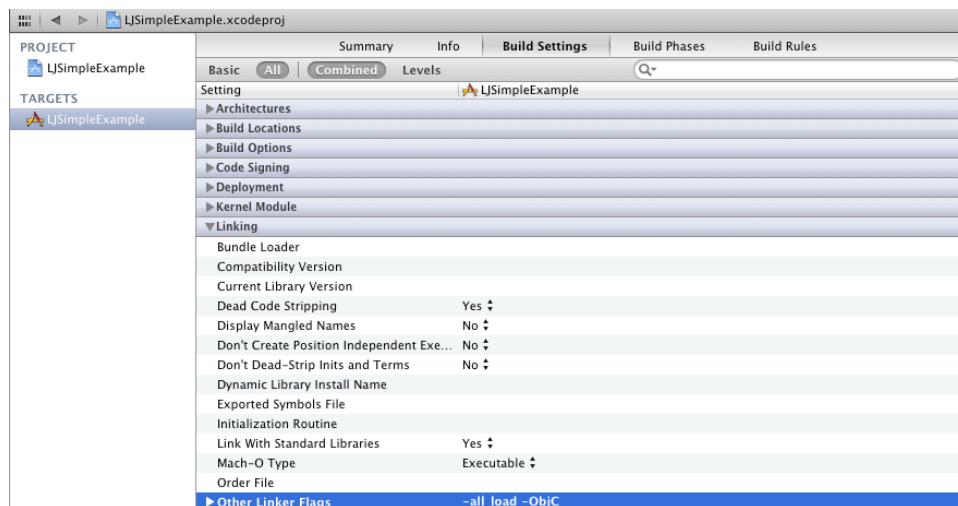 LJSimpleExample.xcodeproj
PROJECT
LJSimpleExample
TARGETS
LJSimpleExample
Summary Info Build Settings Build Phases Build Rules
Basic All Combined Levels
Setting LJSimpleExample
Architectures
Build Locations
Build Options
Code Signing
Deployment
Kernel Module
Linking
Bundle Loader
Compatibility Version
Current Library Version
Dead Code Stripping Yes
Display Mangled Names No
Don't Create Position Independent Exe... No
Don't Dead-Strip Inits and Terms No
Dynamic Library Install Name
Exported Symbols File
Initialization Routine
Link With Standard Libraries Yes
Mach-O Type Executable
Order File
Other Linker Flags -all_load -ObjC